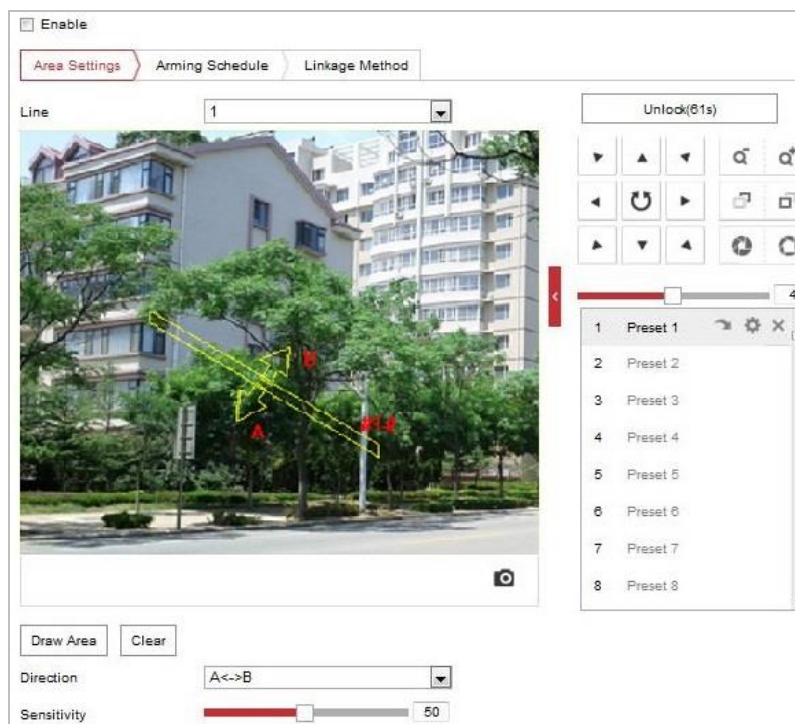 Enable
Area Settings Arming Schedule Linkage Method
Line 1
Unlock(61s)
B
A
#1#
4
1 Preset 1
2 Preset 2
3 Preset 3
4 Preset 4
5 Preset 5
6 Preset 6
7 Preset 7
8 Preset 8
Draw Area Clear
Direction A<->B
Sensitivity 50